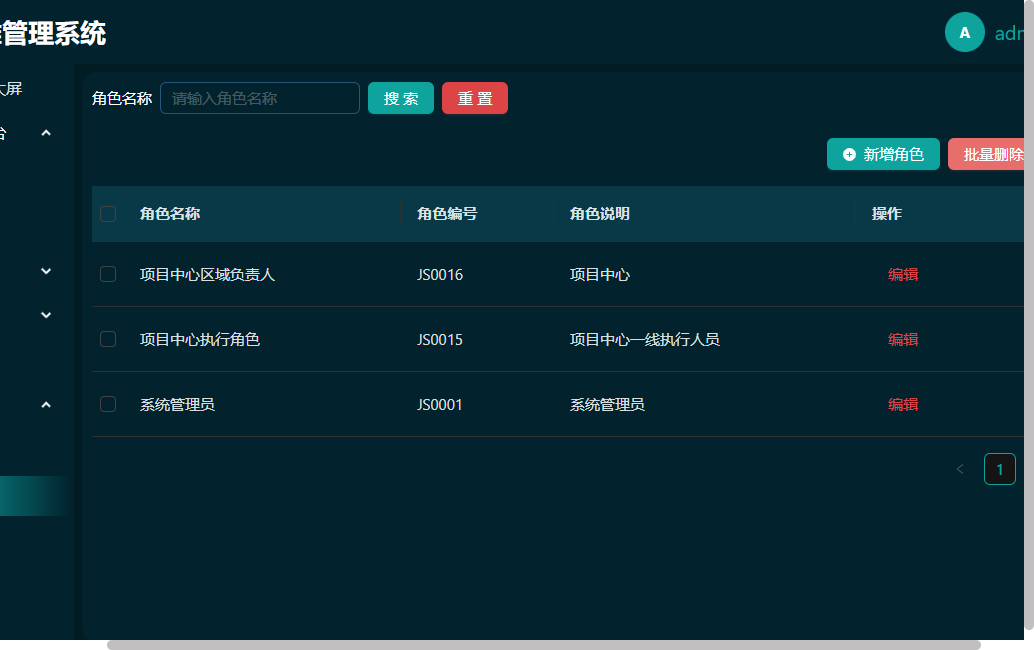 管理系统
A adm
大屏
台
角色名称 请输入角色名称 搜 索 重 置
新增角色 批量删除
角色名称 角色编号 角色说明 操作
项目中心区域负责人 JS0016 项目中心 编辑
项目中心执行角色 JS0015 项目中心一线执行人员 编辑
系统管理员 JS0001 系统管理员 编辑
1